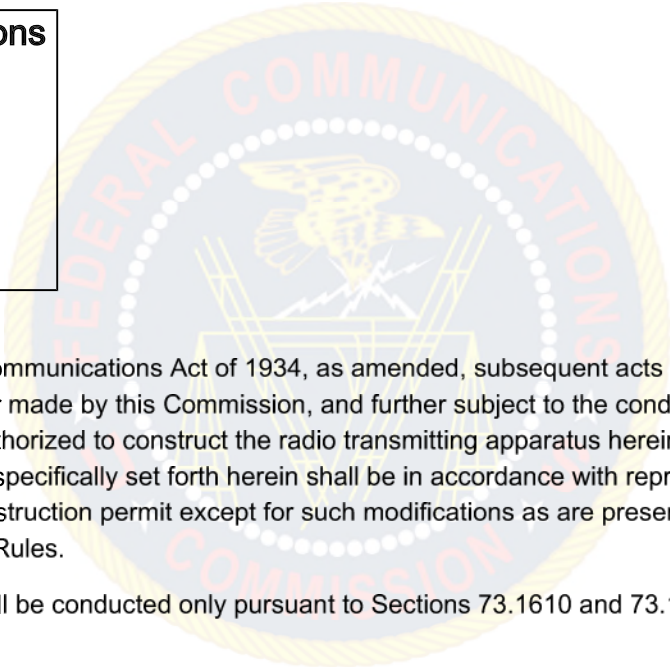 ons
FEDERAL COMMUNICATIONS
COMMISSION
ommunications Act of 1934, as amended, subsequent acts
made by this Commission, and further subject to the cond
thorized to construct the radio transmitting apparatus herein
specifically set forth herein shall be in accordance with repr
struction permit except for such modifications as are presen
Rules.
ll be conducted only pursuant to Sections 73.1610 and 73.